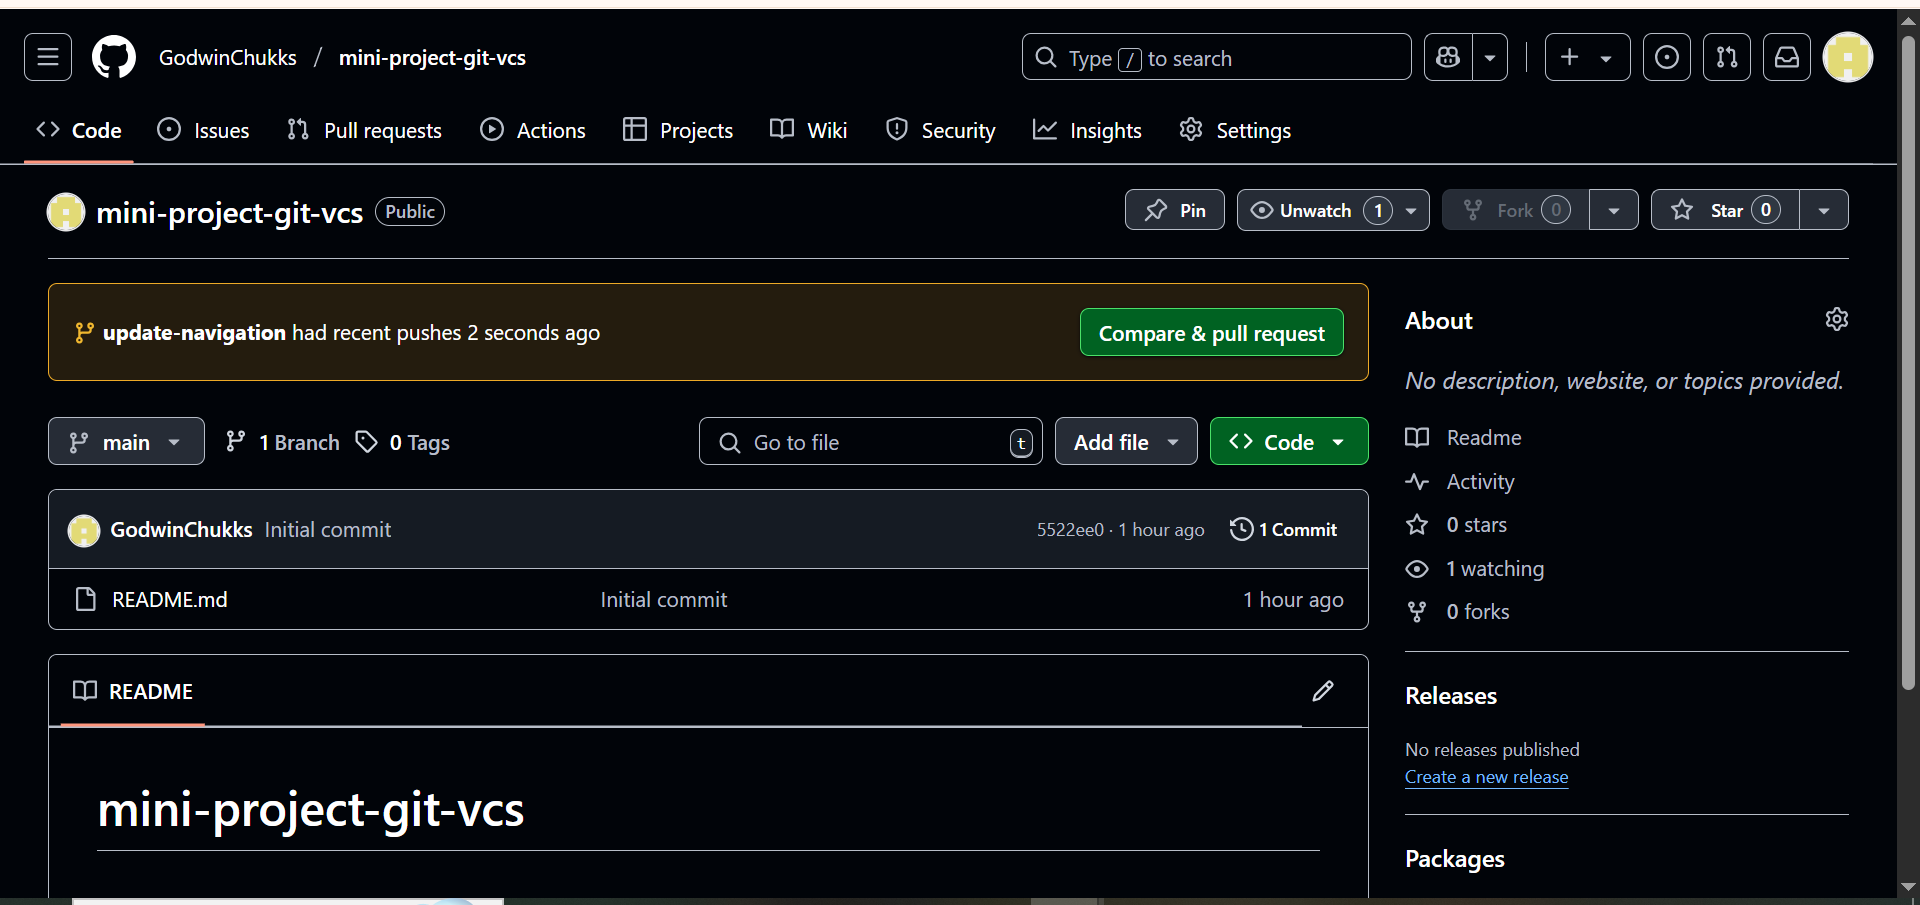 GodwinChukks / mini-project-git-vcs
Type / to search
Code Issues Pull requests Actions Projects Wiki Security Insights Settings
mini-project-git-vcs Public
Pin Unwatch 1 Fork 0 Star 0
update-navigation had recent pushes 2 seconds ago
Compare & pull request
main 1 Branch 0 Tags
Go to file t
Add file
Code
GodwinChukks Initial commit
5522ee0 · 1 hour ago 1 Commit
README.md Initial commit 1 hour ago
README
mini-project-git-vcs
About
No description, website, or topics provided.
Readme
Activity
0 stars
1 watching
0 forks
Releases
No releases published
Create a new release
Packages